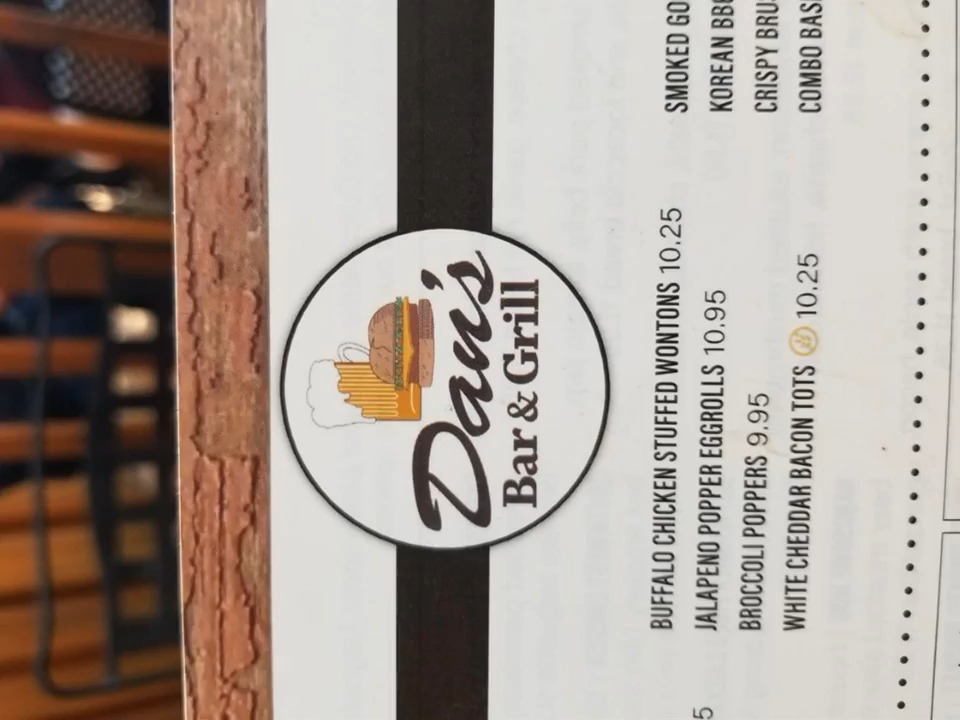 Dan's
Bar & Grill
BUFFALO CHICKEN STUFFED WONTONS 10.25
JALAPENO POPPER EGGROLLS 10.95
BROCCOLI POPPERS 9.95
WHITE CHEDDAR BACON TOTS 10.25
5
SMOKED GO
KOREAN BB
CRISPY BRU
COMBO BAS